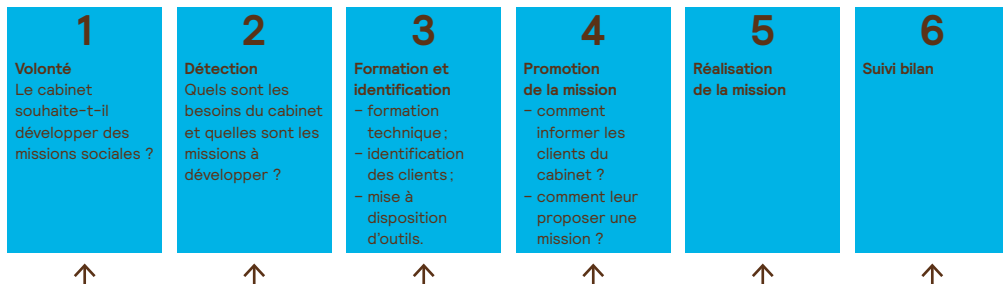 1
Volonté
Le cabinet
souhaite-t-il
développer des
missions sociales ?
2
Détection
Quels sont les
besoins du cabinet
et quelles sont les
missions à
développer ?
3
Formation et
identification
– formation
technique ;
– identification
des clients ;
– mise à
disposition
d'outils.
4
Promotion
de la mission
– comment
informer les
clients du
cabinet ?
– comment leur
proposer une
mission ?
5
Réalisation
de la mission
6
Suivi bilan